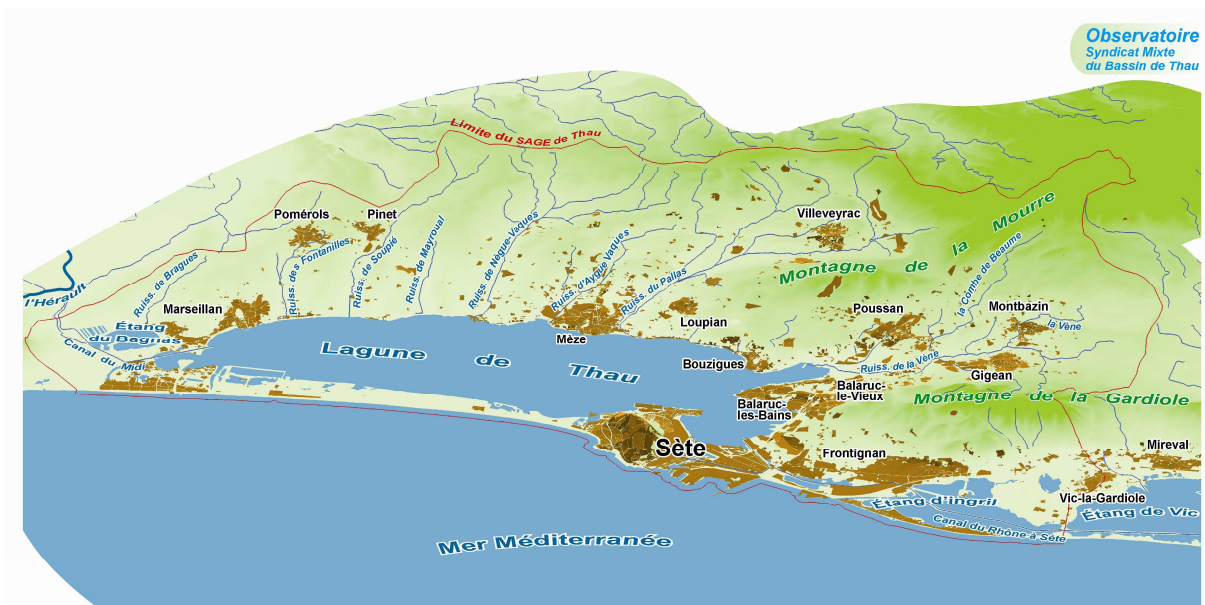 Observatoire
Syndicat Mixte
du Bassin de Thau
Limite du SAGE de Thau
Pomérols
Pinet
Villeveyrac
Montagne de la Mourre
l'Hérault
Ruiss. de Bragues
Ruiss. des Fontanilles
Ruiss. de Soupié
Ruiss. de Mayroual
Ruiss. de Nègue-Vaques
Ruiss. d'Aygue Vaques
Ruiss. du Pallas
la Combe de Beaume
Marseillan
Loupian
Poussan
Montbazin
la Vène
Étang
du Bagnas
Canal du Midi
Mèze
Lagune de Thau
Bouzigues
Ruiss. de la Vène
Gigean
Balaruc-
le-Vieux
Balaruc-
les-Bains
Montagne de la Gardiole
Sète
Frontignan
Mireval
Vic-la-Gardiole
Étang d'ingril
Étang de Vic
Canal du Rhône à Sète
Mer Méditerranée